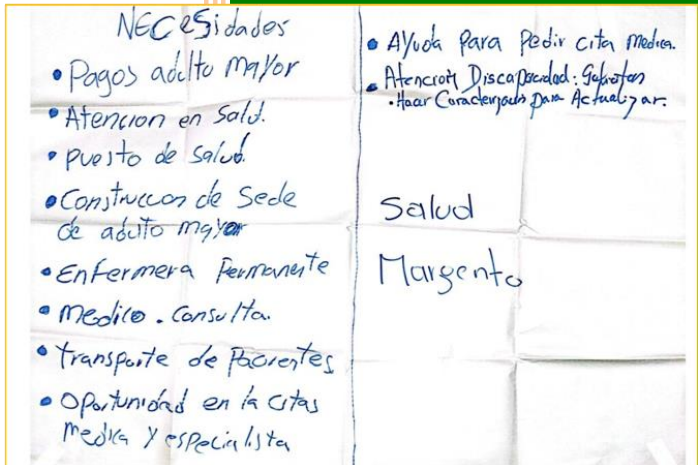 NECeSidades
• Pagos adulto mayor
• Atencion en Salud.
• puesto de Salud.
• Construccon de Sede
de adulto mayor
• Enfermera Permanente
• Medico. Consulta.
• transporte de Pacientes
• Oportunidad en la citas
medica y especialista
• Ayuda Para Pedir cita Medica.
• Atencion Discapacidad:
• Hacer para Actualizar.
Salud
Margento